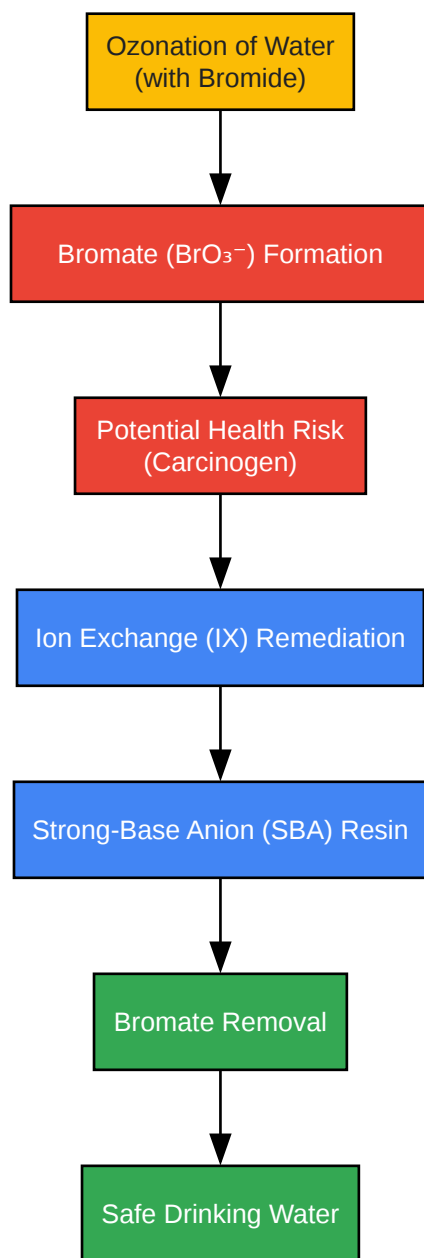 Ozonation of Water
(with Bromide)
Bromate (BrO₃⁻) Formation
Potential Health Risk
(Carcinogen)
Ion Exchange (IX) Remediation
Strong-Base Anion (SBA) Resin
Bromate Removal
Safe Drinking Water